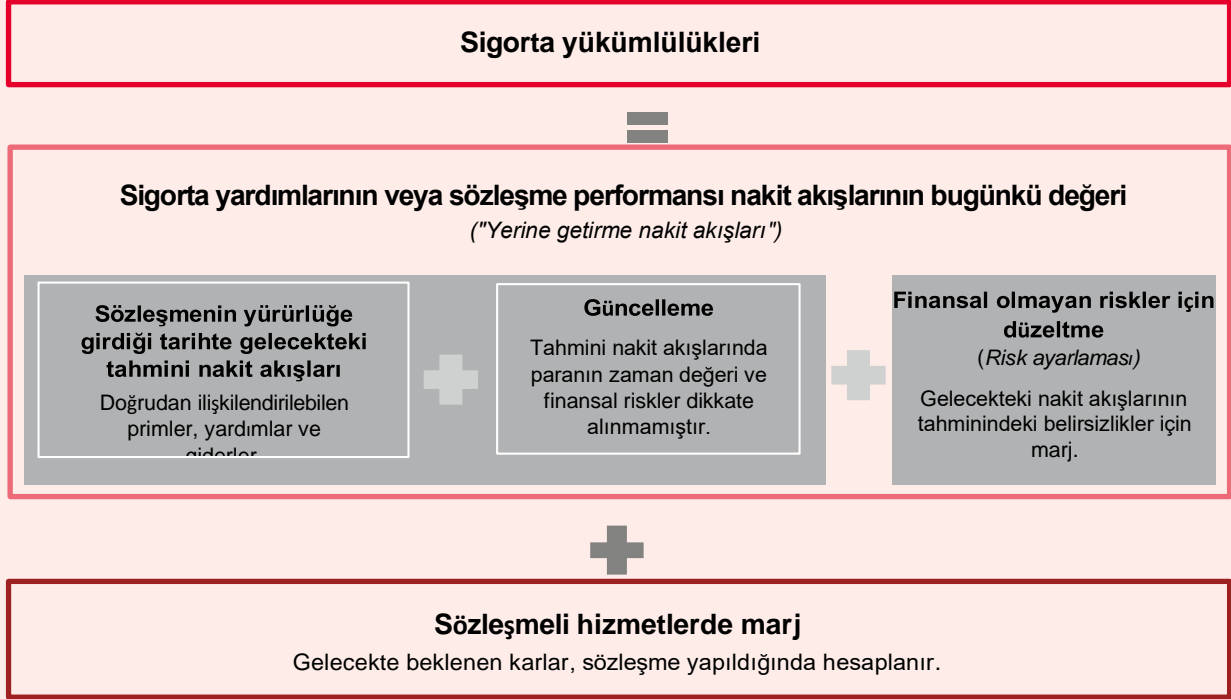 Sigorta yükümlülükleri
Sigorta yardımlarının veya sözleşme performansı nakit akışlarının bugünkü değeri
("Yerine getirme nakit akışları")
Sözleşmenin yürürlüğe
girdiği tarihte gelecekteki
tahmini nakit akışları
Doğrudan ilişkilendirilebilen
primler, yardımlar ve
giderler
Güncelleme
Tahmini nakit akışlarında
paranın zaman değeri ve
finansal riskler dikkate
alınmamıştır.
Finansal olmayan riskler için
düzeltme
(Risk ayarlaması)
Gelecekteki nakit akışlarının
tahminindeki belirsizlikler için
marj.
Sözleşmeli hizmetlerde marj
Gelecekte beklenen karlar, sözleşme yapıldığında hesaplanır.